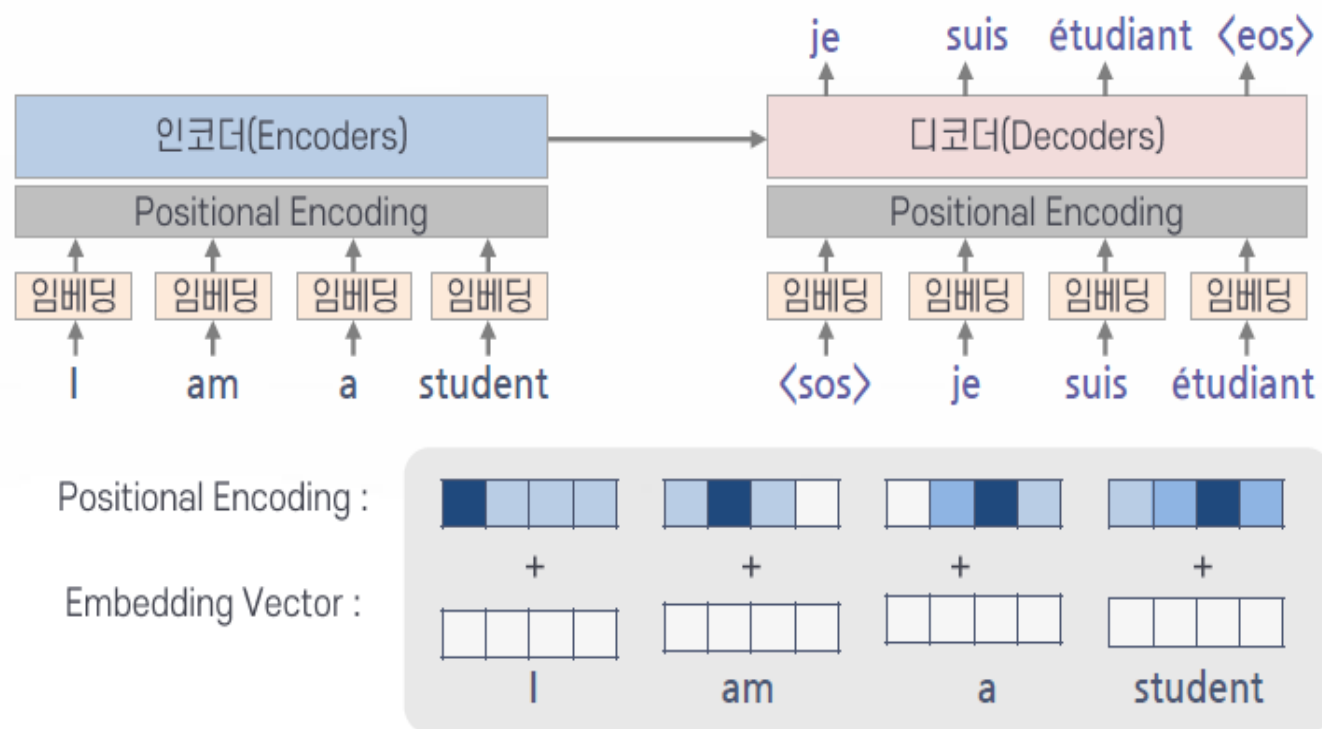 je suis étudiant 〈eos〉
인코더(Encoders) 디코더(Decoders)
Positional Encoding Positional Encoding
임베딩 임베딩 임베딩 임베딩 임베딩 임베딩 임베딩 임베딩
I am a student 〈sos〉 je suis étudiant
Positional Encoding :
+ + + +
Embedding Vector :
I am a student